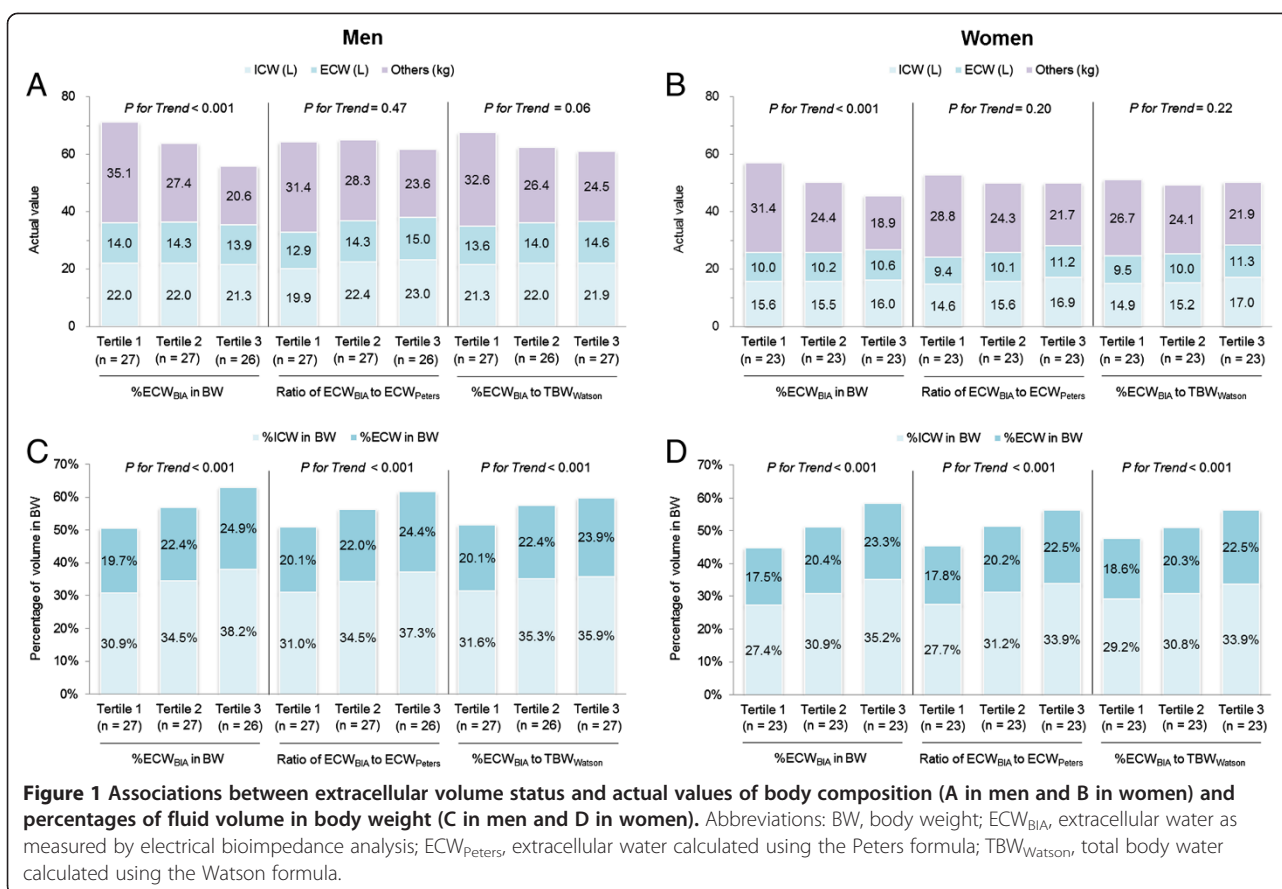 Men
Women
ICW (L) ECW (L) Others (kg)
ICW (L) ECW (L) Others (kg)
A
80
60
40
20
0
Actual value
P for Trend < 0.001
P for Trend = 0.47
P for Trend = 0.06
35.1 27.4 20.6 31.4 28.3 23.6 32.6 26.4 24.5
14.0 14.3 13.9 12.9 14.3 15.0 13.6 14.0 14.6
22.0 22.0 21.3 19.9 22.4 23.0 21.3 22.0 21.9
Tertile 1 Tertile 2 Tertile 3 Tertile 1 Tertile 2 Tertile 3 Tertile 1 Tertile 2 Tertile 3
(n = 27) (n = 27) (n = 26) (n = 27) (n = 27) (n = 26) (n = 27) (n = 26) (n = 27)
%ECWBIA in BW Ratio of ECWBIA to ECWPeters %ECWBIA to TBWWatson
B
80
60
40
20
0
Actual value
P for Trend < 0.001
P for Trend = 0.20
P for Trend = 0.22
31.4 24.4 18.9 28.8 24.3 21.7 26.7 24.1 21.9
10.0 10.2 10.6 9.4 10.1 11.2 9.5 10.0 11.3
15.6 15.5 16.0 14.6 15.6 16.9 14.9 15.2 17.0
Tertile 1 Tertile 2 Tertile 3 Tertile 1 Tertile 2 Tertile 3 Tertile 1 Tertile 2 Tertile 3
(n = 23) (n = 23) (n = 23) (n = 23) (n = 23) (n = 23) (n = 23) (n = 23) (n = 23)
%ECWBIA in BW Ratio of ECWBIA to ECWPeters %ECWBIA to TBWWatson
%ICW in BW %ECW in BW
C
70%
60%
50%
40%
30%
20%
10%
0%
Percentage of volume in BW
P for Trend < 0.001
P for Trend < 0.001
P for Trend < 0.001
19.7% 22.4% 24.9% 20.1% 22.0% 24.4% 20.1% 22.4% 23.9%
30.9% 34.5% 38.2% 31.0% 34.5% 37.3% 31.6% 35.3% 35.9%
Tertile 1 Tertile 2 Tertile 3 Tertile 1 Tertile 2 Tertile 3 Tertile 1 Tertile 2 Tertile 3
(n = 27) (n = 27) (n = 26) (n = 27) (n = 27) (n = 26) (n = 27) (n = 26) (n = 27)
%ECWBIA in BW Ratio of ECWBIA to ECWPeters %ECWBIA to TBWWatson
%ICW in BW %ECW in BW
D
70%
60%
50%
40%
30%
20%
10%
0%
Percentage of volume in BW
P for Trend < 0.001
P for Trend < 0.001
P for Trend < 0.001
17.5% 20.4% 23.3% 17.8% 20.2% 22.5% 18.6% 20.3% 22.5%
27.4% 30.9% 35.2% 27.7% 31.2% 33.9% 29.2% 30.8% 33.9%
Tertile 1 Tertile 2 Tertile 3 Tertile 1 Tertile 2 Tertile 3 Tertile 1 Tertile 2 Tertile 3
(n = 23) (n = 23) (n = 23) (n = 23) (n = 23) (n = 23) (n = 23) (n = 23) (n = 23)
%ECWBIA in BW Ratio of ECWBIA to ECWPeters %ECWBIA to TBWWatson
Figure 1 Associations between extracellular volume status and actual values of body composition (A in men and B in women) and
percentages of fluid volume in body weight (C in men and D in women). Abbreviations: BW, body weight; ECWBIA, extracellular water as
measured by electrical bioimpedance analysis; ECWPeters, extracellular water calculated using the Peters formula; TBWWatson, total body water
calculated using the Watson formula.